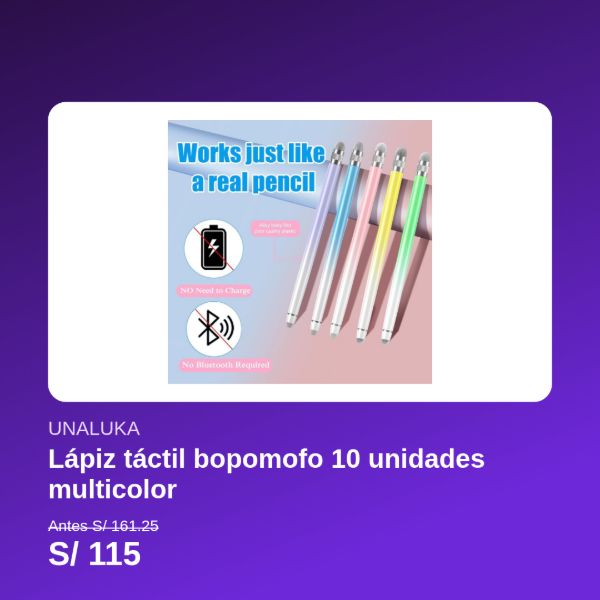 Works just like
a real pencil
NO Need to Charge
No Bluetooth Required
UNALUKA
Lápiz táctil bopomofo 10 unidades
multicolor
Antes S/ 161.25
S/ 115